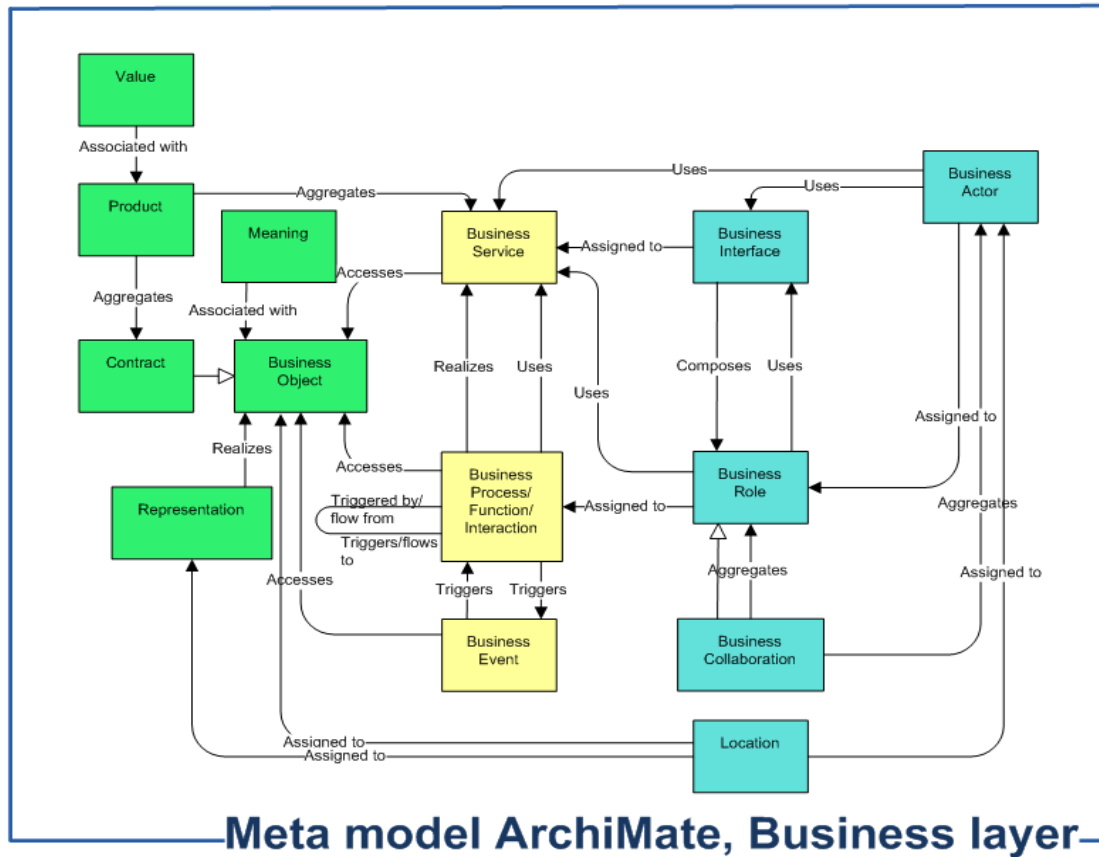 Value
Associated with
Product
Aggregates
Meaning
Aggregates
Associated with
Contract
Business
Object
Realizes
Representation
Accesses
Business
Service
Realizes
Uses
Accesses
Business
Process/
Function/
Interaction
Triggered by/
flow from
Triggers/flows
to
Accesses
Triggers
Triggers
Business
Event
Uses
Uses
Business
Actor
Assigned to
Business
Interface
Composes
Uses
Uses
Assigned to
Business
Role
Assigned to
Aggregates
Aggregates
Assigned to
Business
Collaboration
Assigned to
Assigned to
Location
Meta model ArchiMate, Business layer